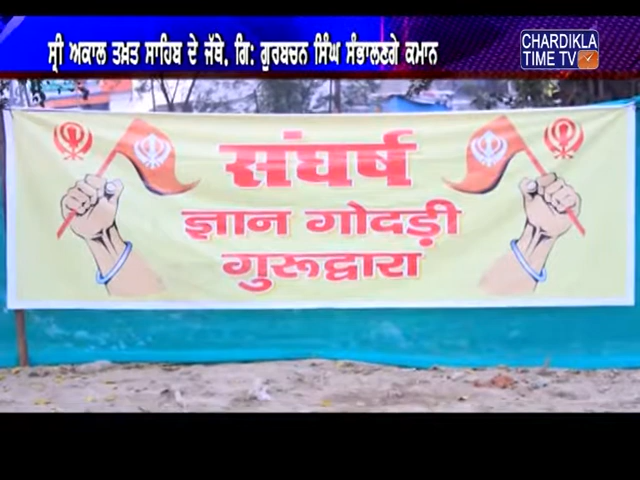 ਸ੍ਰੀ ਅਕਾਲ ਤਖ਼ਤ ਸਾਹਿਬ ਦੇ ਜੱਥੇ. ਗਿ: ਗੁਰਬਚਨ ਸਿੰਘ ਸੰਭਾਲਣਗੇ ਕਮਾਨ
CHARDIKLA
TIME TV
संघर्ष
ज्ञान गोदड़ी
गुरूद्वारा